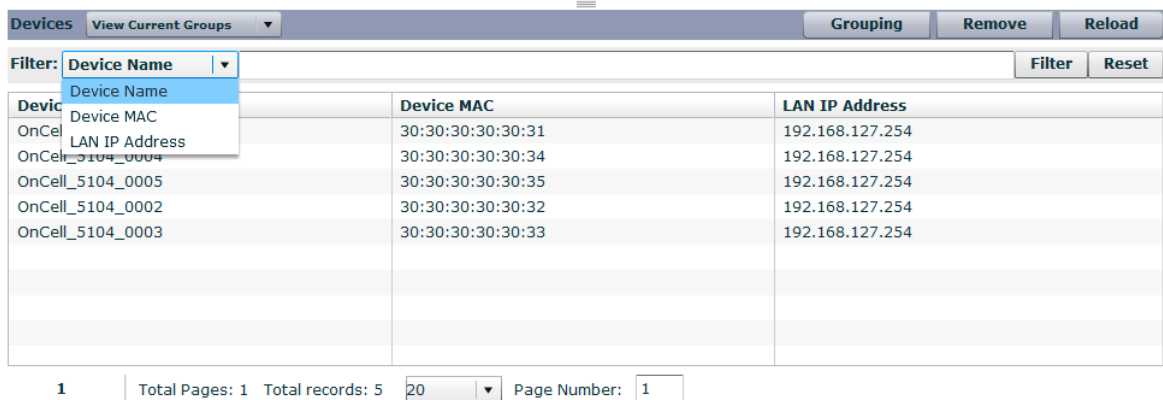 Devices View Current Groups Grouping Remove Reload
Filter: Device Name Filter Reset
Device Name
Device MAC
LAN IP Address
Devic Device MAC LAN IP Address
OnCel 30:30:30:30:30:31 192.168.127.254
OnCell_5104_0004 30:30:30:30:30:34 192.168.127.254
OnCell_5104_0005 30:30:30:30:30:35 192.168.127.254
OnCell_5104_0002 30:30:30:30:30:32 192.168.127.254
OnCell_5104_0003 30:30:30:30:30:33 192.168.127.254
1 Total Pages: 1 Total records: 5 20 Page Number: 1